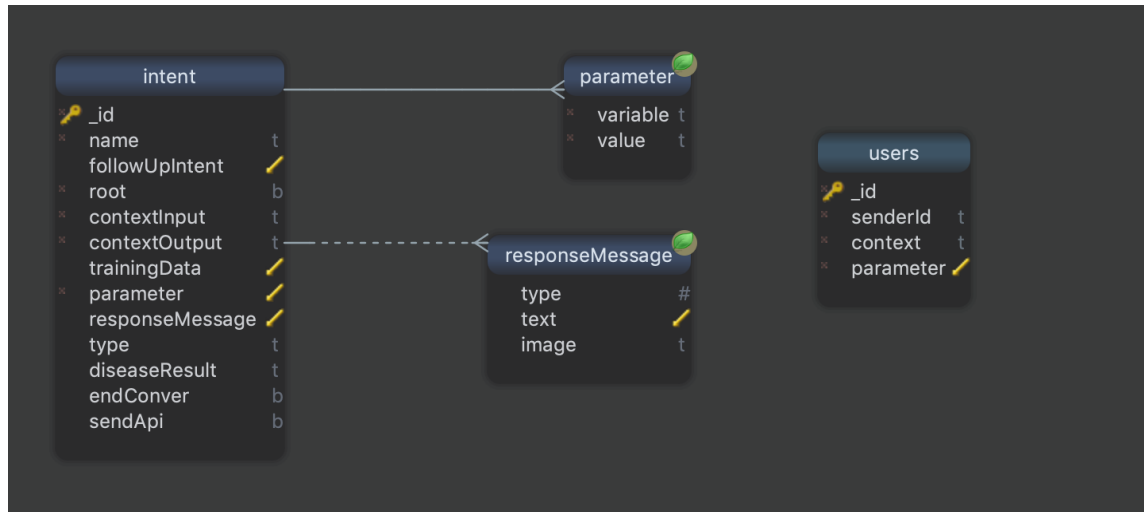 intent
_id
name t
followUpIntent
root b
contextInput t
contextOutput t
trainingData
parameter
responseMessage
type t
diseaseResult t
endConver b
sendApi b
parameter
variable t
value t
responseMessage
type #
text
image t
users
_id
senderId t
context t
parameter